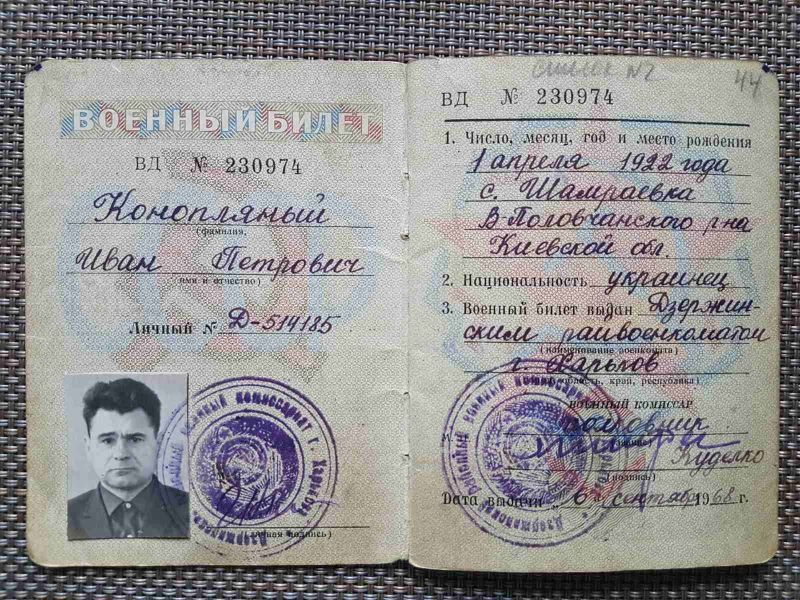 ВОЕННЫЙ БИЛЕТ
ВД № 230974
Конопляный
(фамилия,
Иван Петрович
имя и отчество)
Личный № Д-514185
(личная подпись)
44
ВД № 230974
1. Число, месяц, год и место рождения
1 апреля 1922 года
с. Шамраевка
В-Половчанского р-на
Киевской обл.
2. Национальность украинец
3. Военный билет выдан Дзержин-
ским райвоенкоматом
(наименование военкомата)
г. Харьков
область, край, республика)
ВОЕННЫЙ КОМИССАР
полковник
Куделко
(подпись)
Дата выдачи „6" сентября 1968 г.